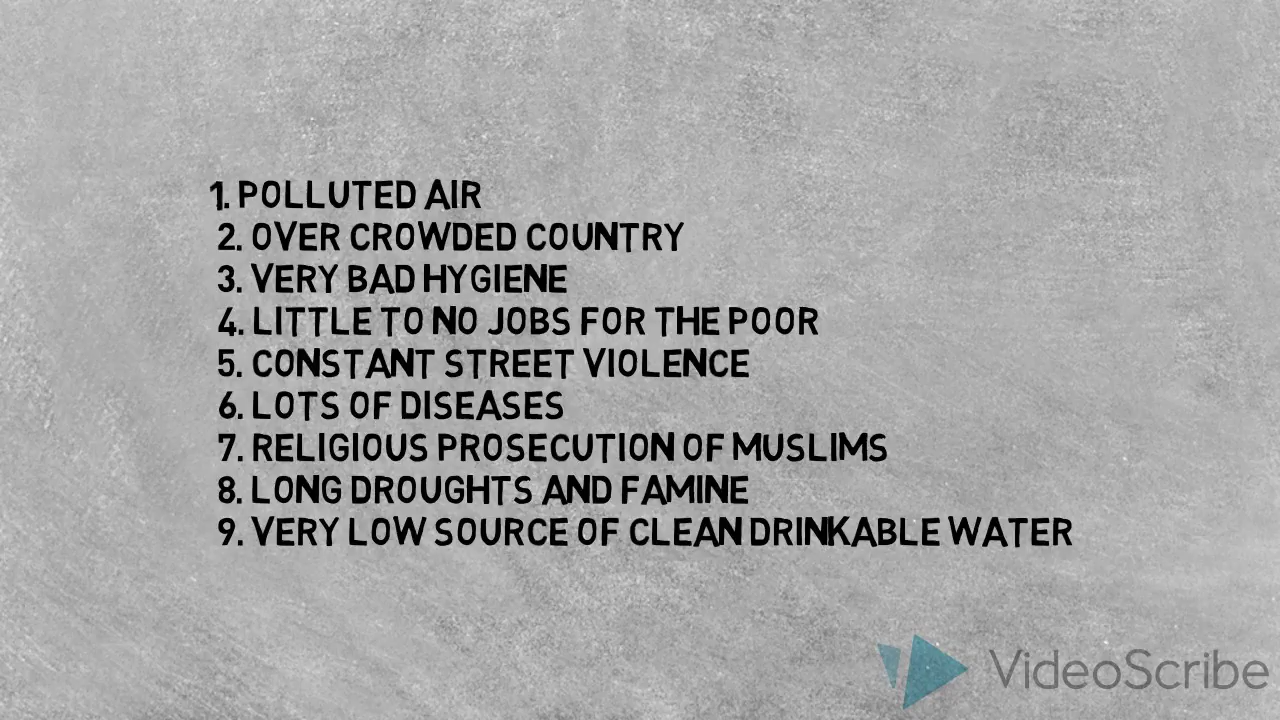 1. POLLUTED AIR
2. OVER CROWDED COUNTRY
3. VERY BAD HYGIENE
4. LITTLE TO NO JOBS FOR THE POOR
5. CONSTANT STREET VIOLENCE
6. LOTS OF DISEASES
7. RELIGIOUS PROSECUTION OF MUSLIMS
8. LONG DROUGHTS AND FAMINE
9. VERY LOW SOURCE OF CLEAN DRINKABLE WATER
VideoScribe